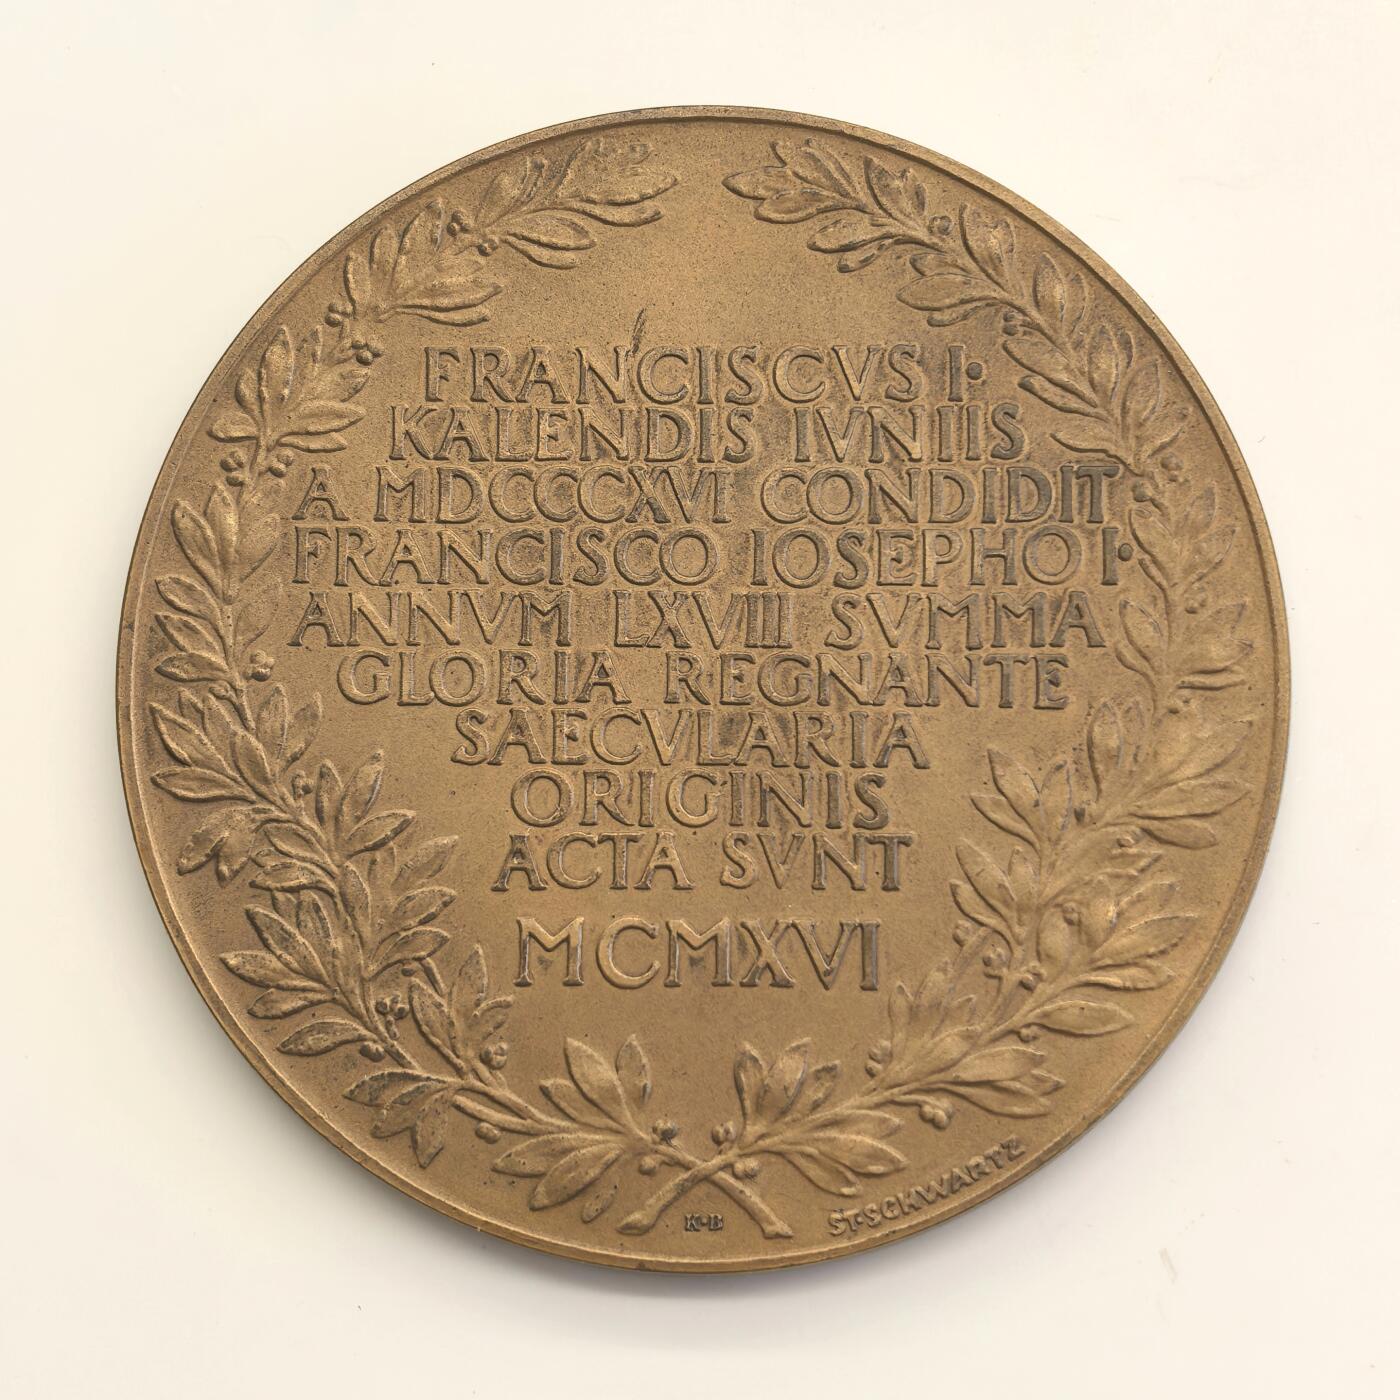 FRANCISCVS I·
KALENDIS IVNIIS
A MDCCCXVI CONDIDIT
FRANCISCO IOSEPHO I·
ANNVM LXVIII SVMMA
GLORIA REGNANTE
SAECVLARIA
ORIGINIS
ACTA SVNT
MCMXVI
K·B
ST·SCHWARTZ